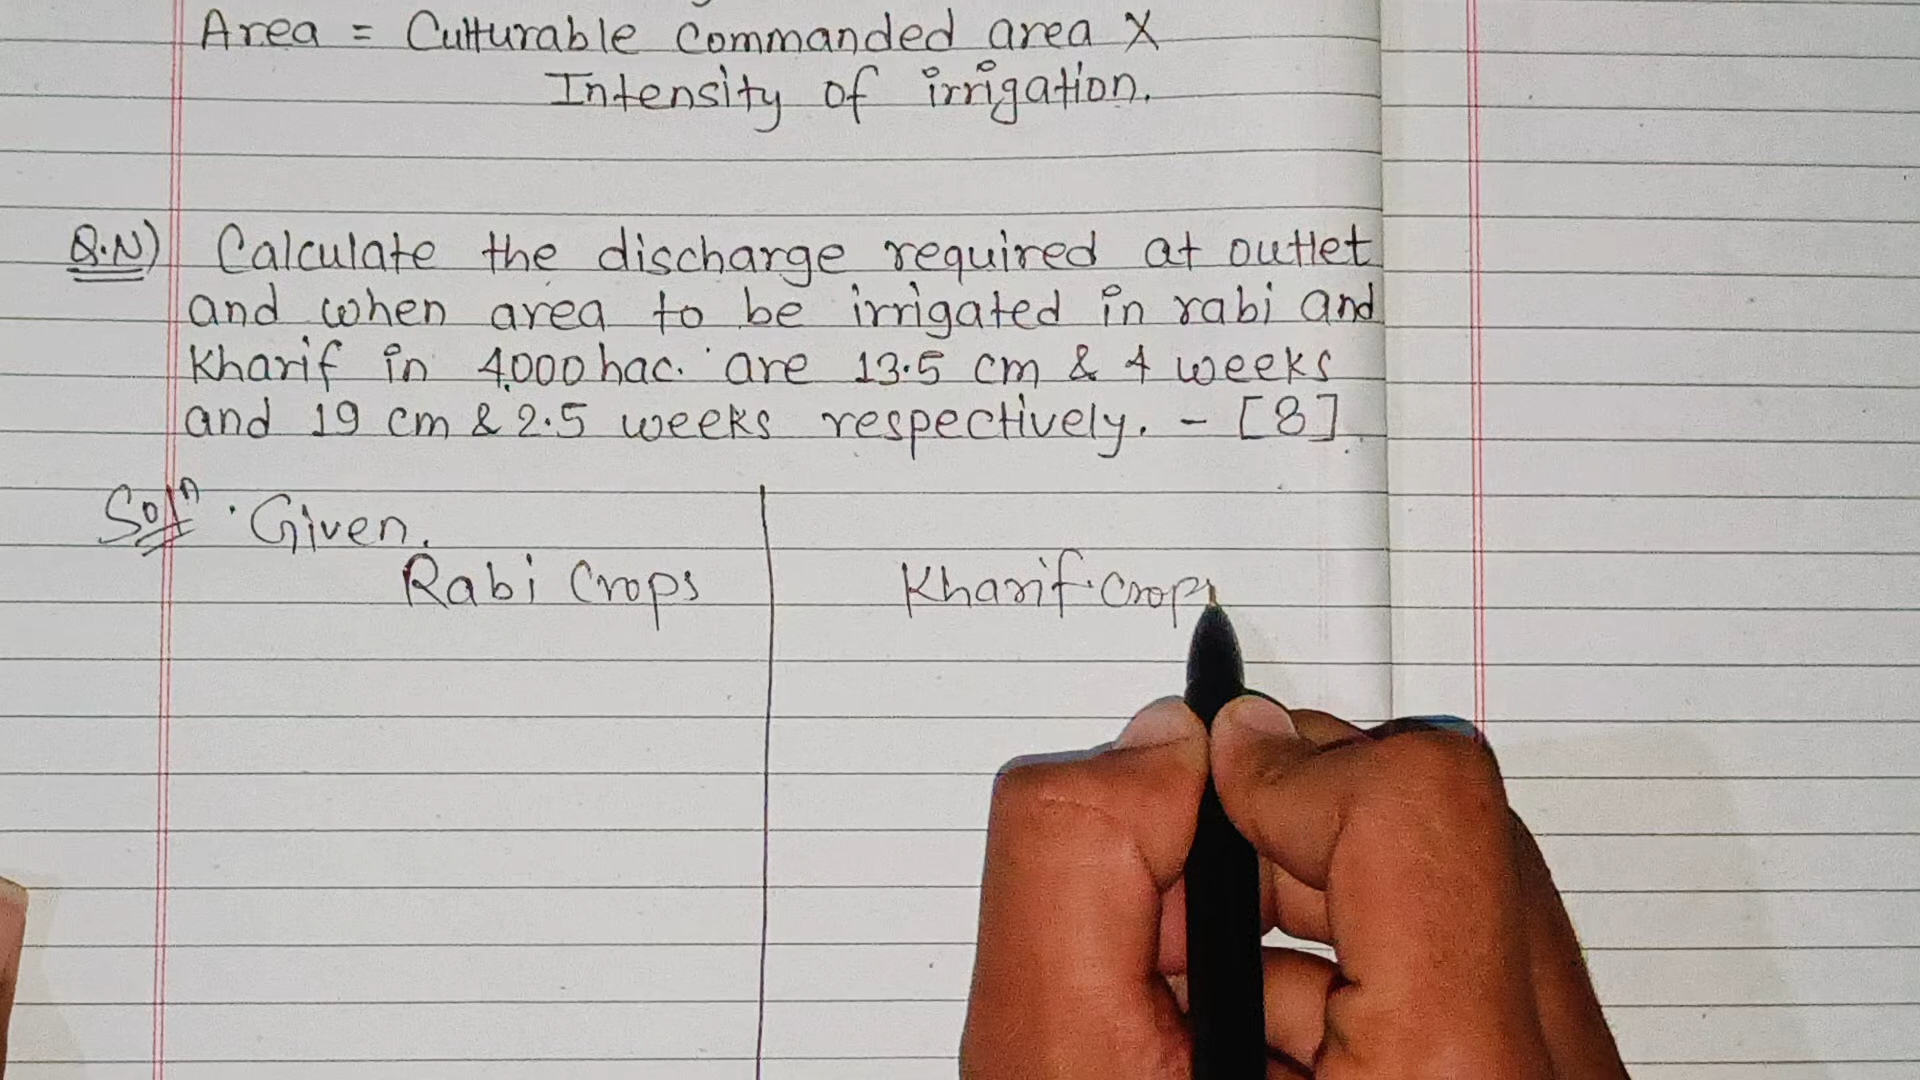 Area = Culturable Commanded area X
Intensity of irrigation.
Q.N) Calculate the discharge required at outlet
and when area to be irrigated in rabi and
Kharif in 4000 hac. are 13.5 cm & 4 weeks
and 19 cm & 2.5 weeks respectively. - [8]
Solⁿ. Given.
Rabi Crops
Kharif Crops